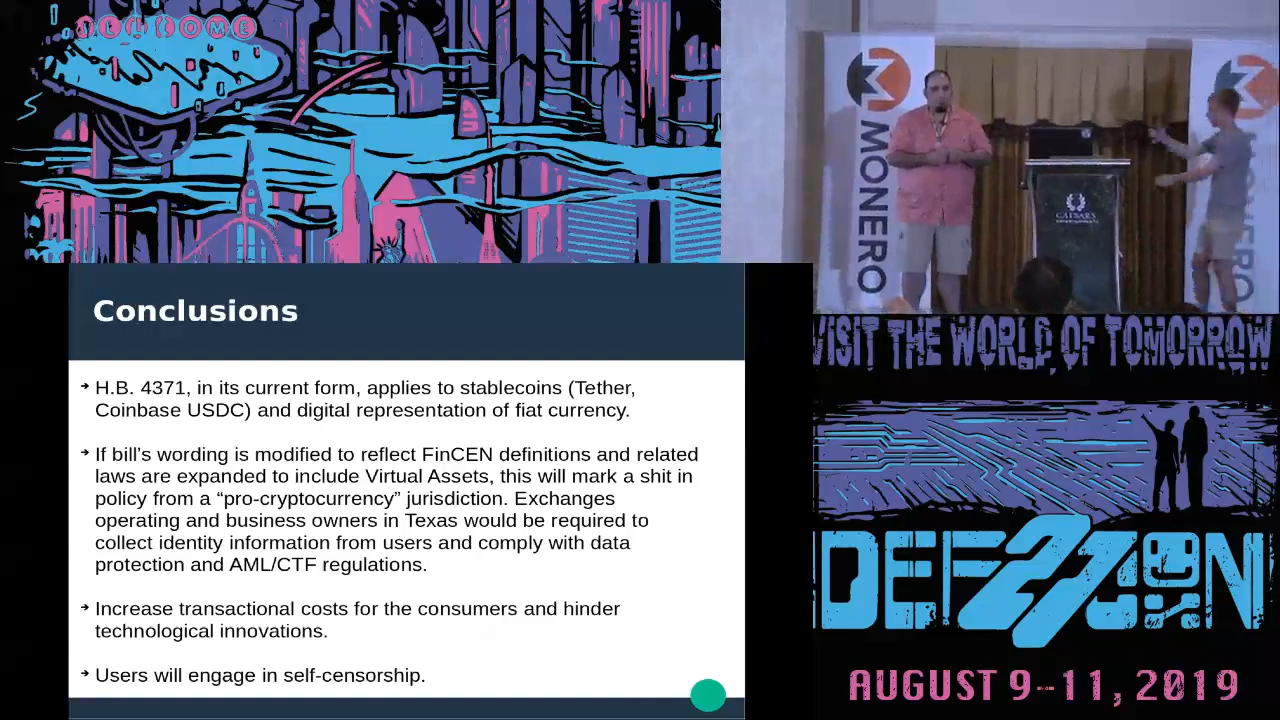 WELCOME
MONERO
MONERO
CAESARS
Conclusions
H.B. 4371, in its current form, applies to stablecoins (Tether,
Coinbase USDC) and digital representation of fiat currency.
If bill's wording is modified to reflect FinCEN definitions and related
laws are expanded to include Virtual Assets, this will mark a shit in
policy from a “pro-cryptocurrency” jurisdiction. Exchanges
operating and business owners in Texas would be required to
collect identity information from users and comply with data
protection and AML/CTF regulations.
Increase transactional costs for the consumers and hinder
technological innovations.
Users will engage in self-censorship.
VISIT THE WORLD OF TOMORROW
DEF 27 CON
AUGUST 9-11, 2019